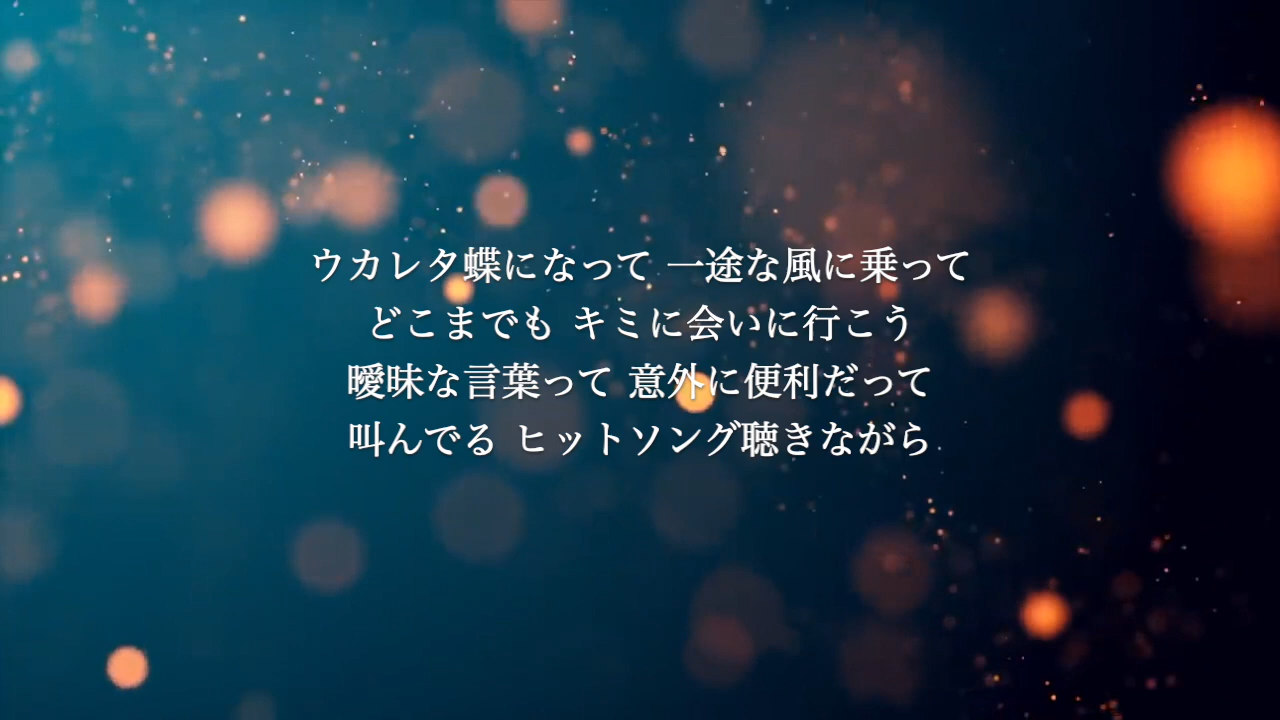 ウカレタ蝶になって 一途な風に乗って
どこまでも キミに会いに行こう
曖昧な言葉って 意外に便利だって
叫んでる ヒットソング聴きながら